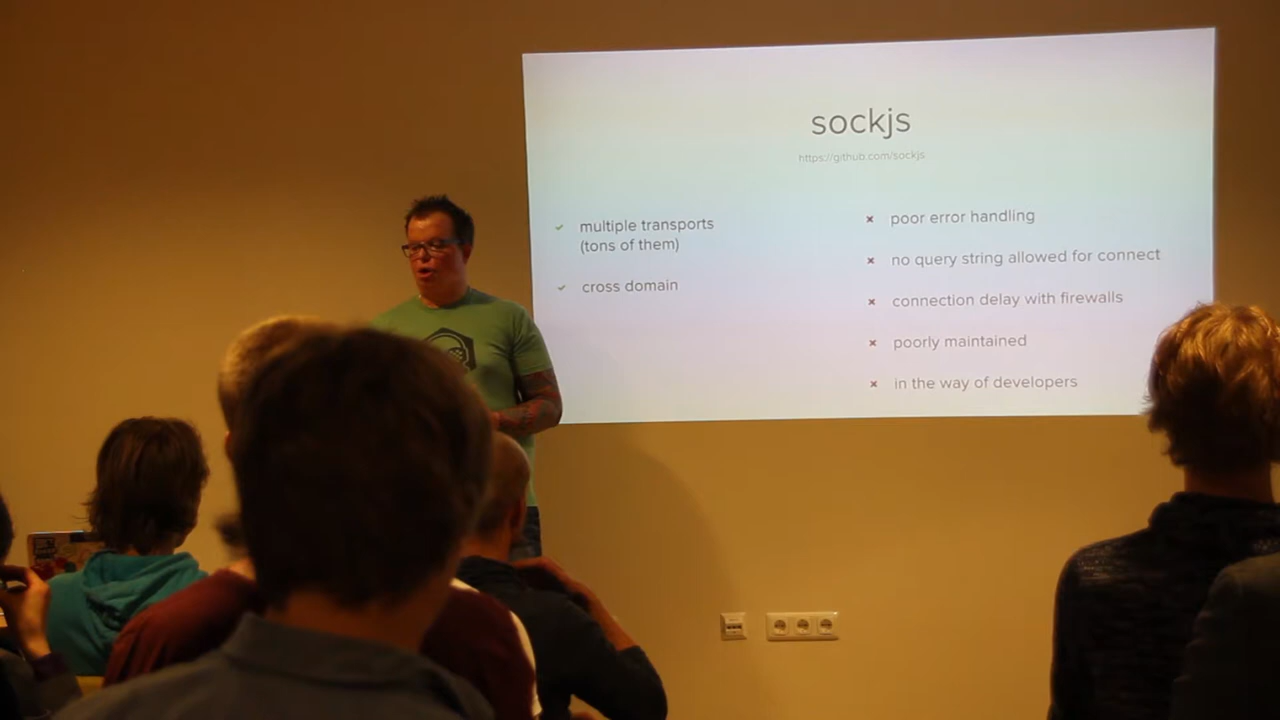 sockjs
https://github.com/sockjs
multiple transports
(tons of them)
cross domain
poor error handling
no query string allowed for connect
connection delay with firewalls
poorly maintained
in the way of developers